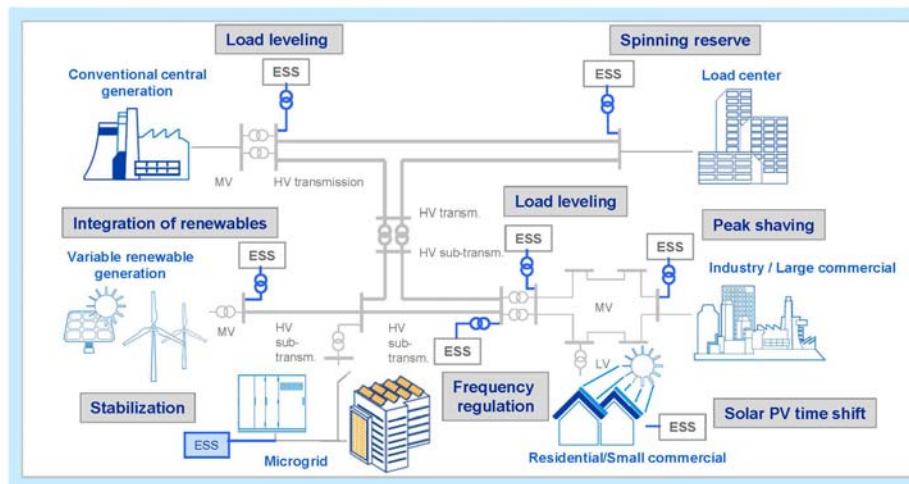 Load leveling
Spinning reserve
Conventional central
generation
ESS
ESS
Load center
MV
HV transmission
Integration of renewables
HV transm.
Load leveling
Variable renewable
generation
ESS
HV sub-transm.
ESS
ESS
Peak shaving
Industry / Large commercial
MV
MV
HV
sub-
transm.
HV
sub-
transm.
ESS
LV
Stabilization
Frequency
regulation
Solar PV time shift
ESS
ESS
Microgrid
Residential/Small commercial